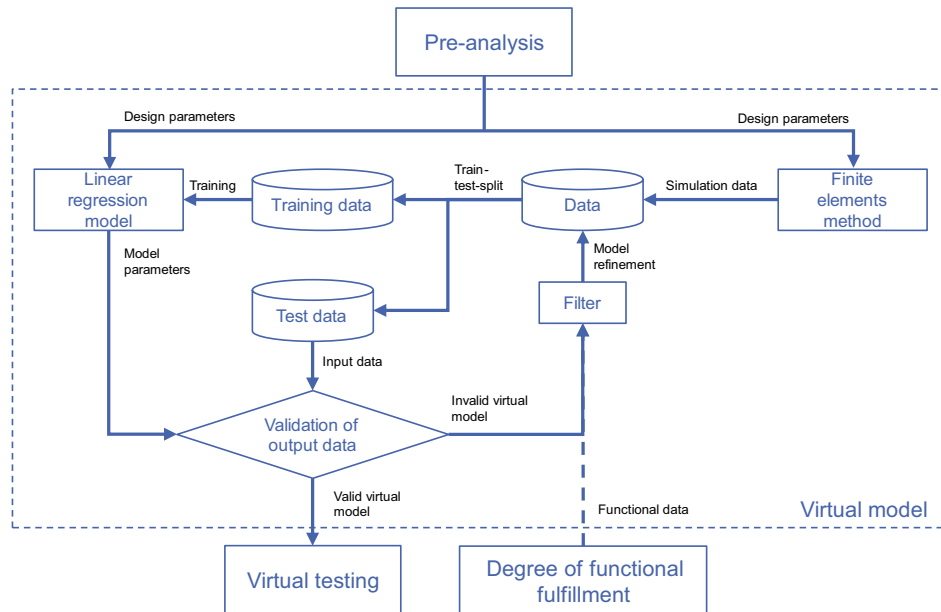 Pre-analysis
Design parameters
Design parameters
Linear
regression
model
Training
Training data
Train-
test-split
Data
Simulation data
Finite
elements
method
Model
parameters
Model
refinement
Test data
Filter
Input data
Validation of
output data
Invalid virtual
model
Valid virtual
model
Functional data
Virtual model
Virtual testing
Degree of functional
fulfillment